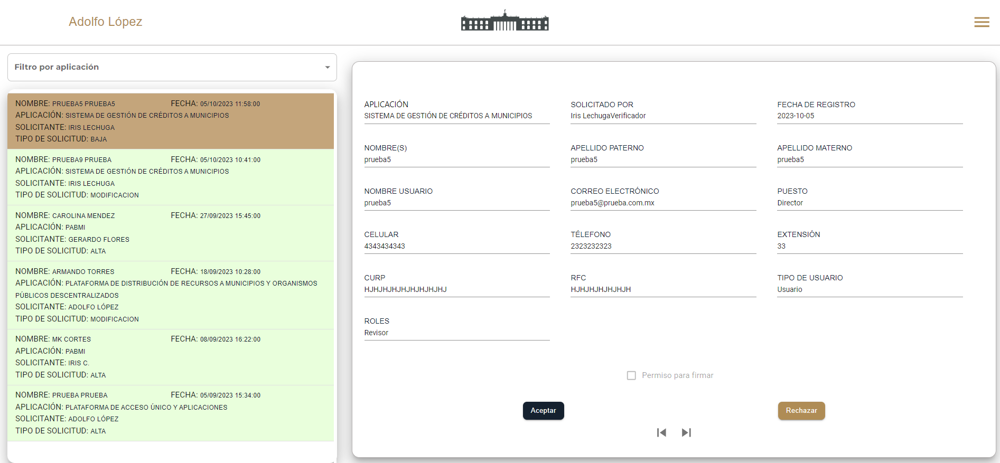 Adolfo López
Filtro por aplicación
NOMBRE: PRUEBA5 PRUEBA5 FECHA: 05/10/2023 11:58:00
APLICACIÓN: SISTEMA DE GESTIÓN DE CRÉDITOS A MUNICIPIOS
SOLICITANTE: IRIS LECHUGA
TIPO DE SOLICITUD: BAJA
NOMBRE: PRUEBA9 PRUEBA FECHA: 05/10/2023 10:41:00
APLICACIÓN: SISTEMA DE GESTIÓN DE CRÉDITOS A MUNICIPIOS
SOLICITANTE: IRIS LECHUGA
TIPO DE SOLICITUD: MODIFICACION
NOMBRE: CAROLINA MENDEZ FECHA: 27/09/2023 15:45:00
APLICACIÓN: PABMI
SOLICITANTE: GERARDO FLORES
TIPO DE SOLICITUD: ALTA
NOMBRE: ARMANDO TORRES FECHA: 18/09/2023 10:28:00
APLICACIÓN: PLATAFORMA DE DISTRIBUCIÓN DE RECURSOS A MUNICIPIOS Y ORGANISMOS
PÚBLICOS DESCENTRALIZADOS
SOLICITANTE: ADOLFO LÓPEZ
TIPO DE SOLICITUD: MODIFICACION
NOMBRE: MK CORTES FECHA: 08/09/2023 16:22:00
APLICACIÓN: PABMI
SOLICITANTE: IRIS C.
TIPO DE SOLICITUD: ALTA
NOMBRE: PRUEBA PRUEBA FECHA: 05/09/2023 15:34:00
APLICACIÓN: PLATAFORMA DE ACCESO ÚNICO Y APLICACIONES
SOLICITANTE: ADOLFO LÓPEZ
TIPO DE SOLICITUD: ALTA
APLICACIÓN SOLICITADO POR FECHA DE REGISTRO
SISTEMA DE GESTIÓN DE CRÉDITOS A MUNICIPIOS Iris LechugaVerificador 2023-10-05
NOMBRE(S) APELLIDO PATERNO APELLIDO MATERNO
prueba5 prueba5 prueba5
NOMBRE USUARIO CORREO ELECTRÓNICO PUESTO
prueba5 prueba5@prueba.com.mx Director
CELULAR TÉLEFONO EXTENSIÓN
4343434343 2323232323 33
CURP RFC TIPO DE USUARIO
HJHJHJHJHJHJHJHJHJ HJHJHJHJHJHJH Usuario
ROLES
Revisor
Permiso para firmar
Aceptar Rechazar